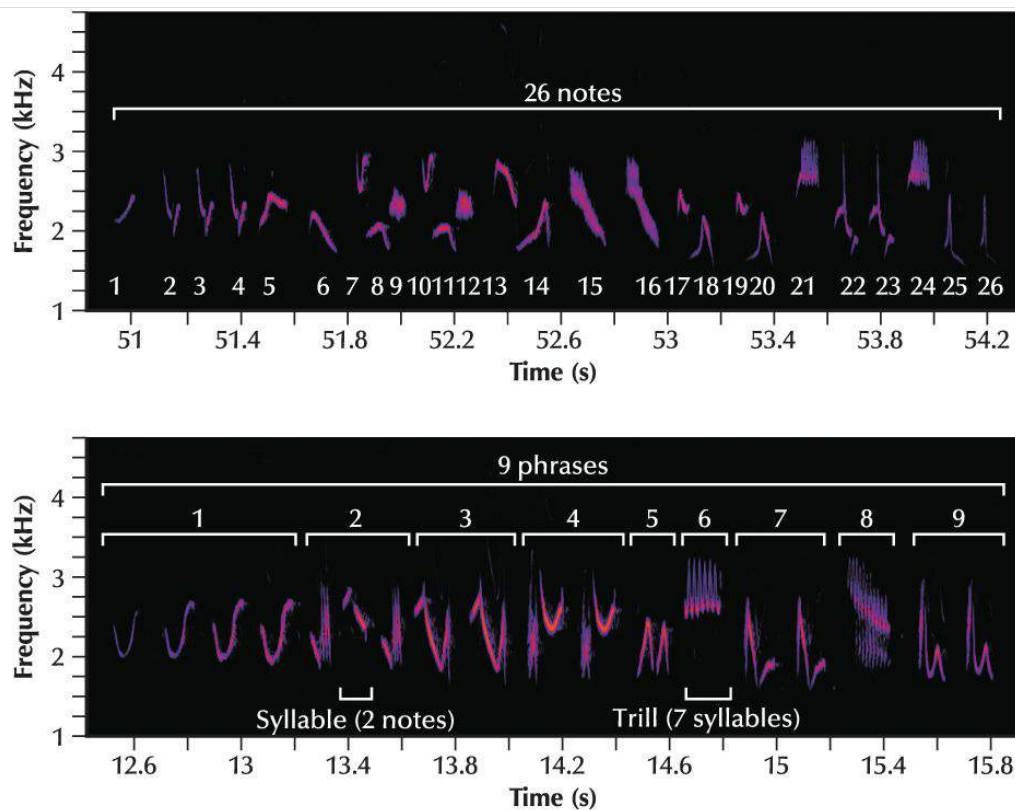 Frequency (kHz)
4
3
2
1
26 notes
1 2 3 4 5 6 7 8 9 10 11 12 13 14 15 16 17 18 19 20 21 22 23 24 25 26
51 51.4 51.8 52.2 52.6 53 53.4 53.8 54.2
Time (s)
Frequency (kHz)
4
3
2
1
9 phrases
1 2 3 4 5 6 7 8 9
Syllable (2 notes) Trill (7 syllables)
12.6 13 13.4 13.8 14.2 14.6 15 15.4 15.8
Time (s)